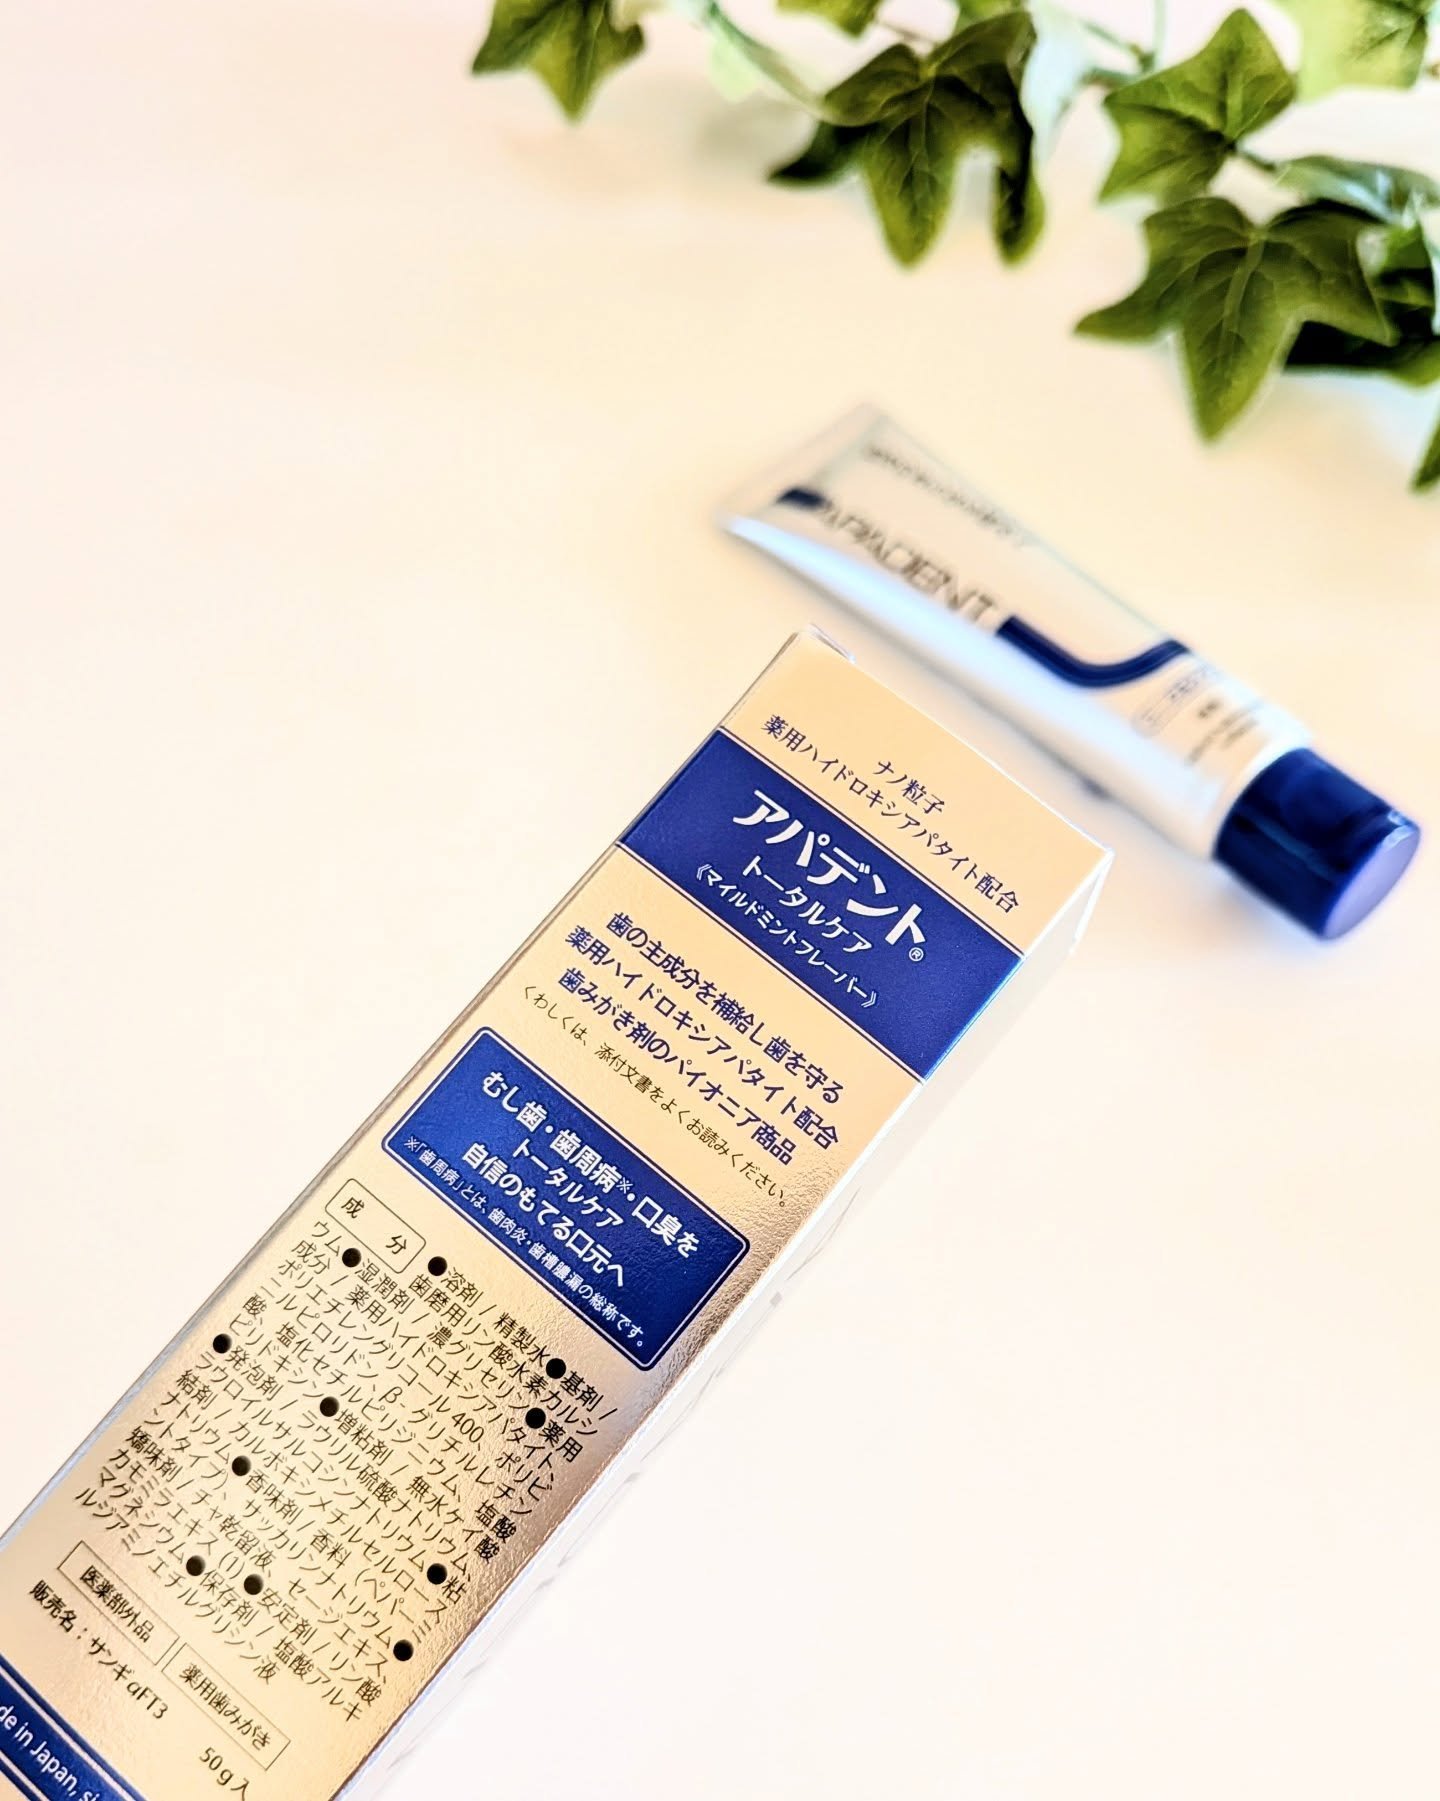 APADENT
ナノ粒子
薬用ハイドロキシアパタイト配合
アパデント®
トータルケア
《マイルドミントフレーバー》
歯の主成分を補給し歯を守る
薬用ハイドロキシアパタイト配合
歯みがき剤のパイオニア商品
くわしくは、添付文書をよくお読みください。
むし歯・歯周病※・口臭を
トータルケア
自信のもてる口元へ
※「歯周病」とは、歯肉炎・歯槽膿漏の総称です。
成分 ●溶剤/精製水●基剤/
歯磨用リン酸水素カルシ
ウム●湿潤剤/濃グリセリン●薬用
成分/薬用ハイドロキシアパタイト、
ポリエチレングリコール400、ポリビ
ニルピロリドン、β-グリチルレチン
酸、塩化セチルピリジニウム、塩酸
ピリドキシン●増粘剤/無水ケイ酸
●発泡剤/ラウリル硫酸ナトリウム、
ラウロイルサルコシンナトリウム●粘
結剤/カルボキシメチルセルロース
ナトリウム●香味剤/香料(ペパーミ
ントタイプ)、サッカリンナトリウム●
矯味剤/チャ乾留液、セージエキス、
カモミラエキス(1)●安定剤/リン酸
マグネシウム●保存剤/塩酸アルキ
ルジアミノエチルグリシン液
医薬部外品 薬用歯みがき
販売名:サンギαFT3
50g入
de in Japan, si